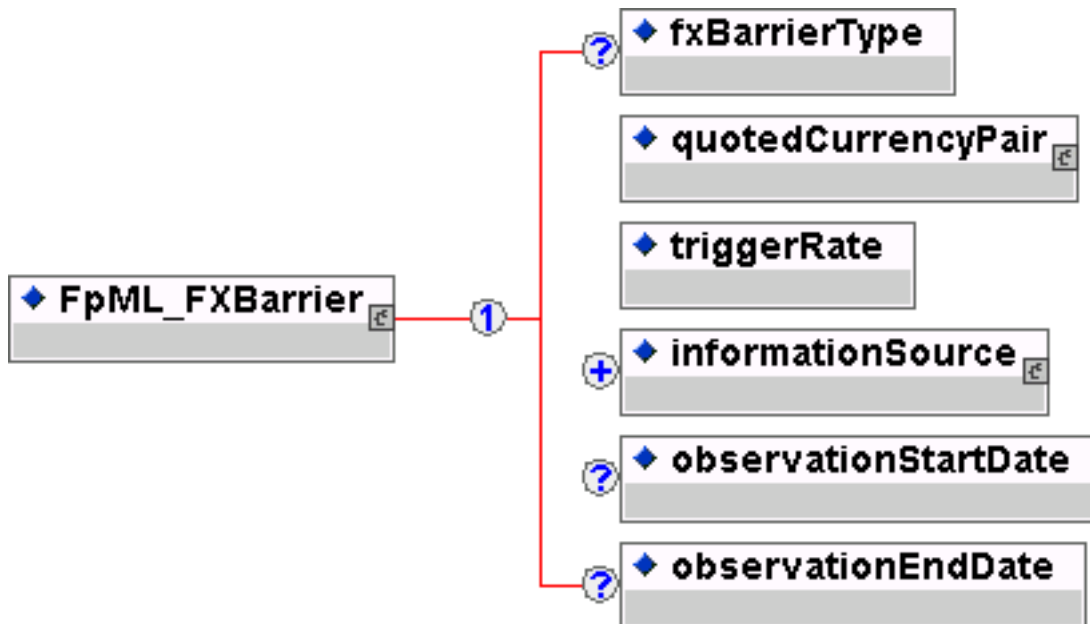 ? fxBarrierType
quotedCurrencyPair
triggerRate
FpML_FXBarrier 1
+ informationSource
? observationStartDate
? observationEndDate